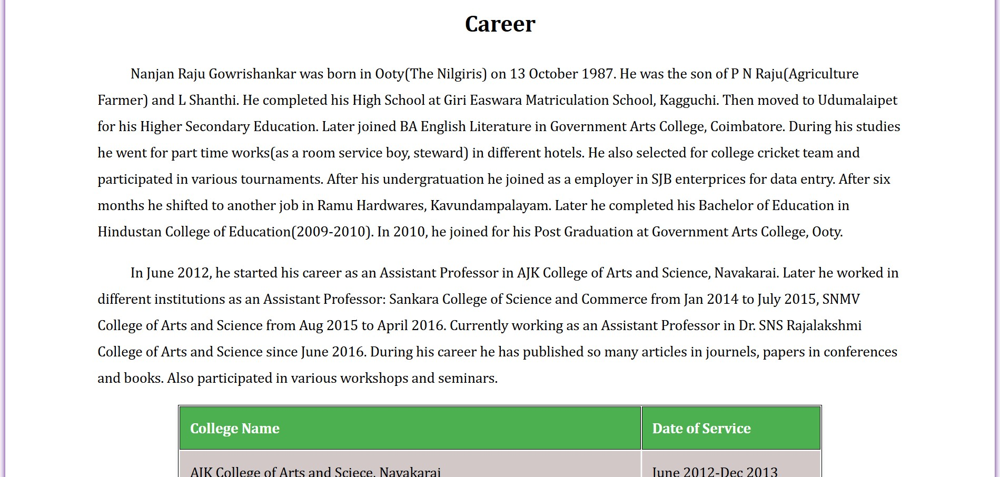 Career
Nanjan Raju Gowrishankar was born in Ooty(The Nilgiris) on 13 October 1987. He was the son of P N Raju(Agriculture
Farmer) and L Shanthi. He completed his High School at Giri Easwara Matriculation School, Kagguchi. Then moved to Udumalaipet
for his Higher Secondary Education. Later joined BA English Literature in Government Arts College, Coimbatore. During his studies
he went for part time works(as a room service boy, steward) in different hotels. He also selected for college cricket team and
participated in various tournaments. After his undergratuation he joined as a employer in SJB enterprices for data entry. After six
months he shifted to another job in Ramu Hardwares, Kavundampalayam. Later he completed his Bachelor of Education in
Hindustan College of Education(2009-2010). In 2010, he joined for his Post Graduation at Government Arts College, Ooty.
In June 2012, he started his career as an Assistant Professor in AJK College of Arts and Science, Navakarai. Later he worked in
different institutions as an Assistant Professor: Sankara College of Science and Commerce from Jan 2014 to July 2015, SNMV
College of Arts and Science from Aug 2015 to April 2016. Currently working as an Assistant Professor in Dr. SNS Rajalakshmi
College of Arts and Science since June 2016. During his career he has published so many articles in journels, papers in conferences
and books. Also participated in various workshops and seminars.
College Name Date of Service
AJK College of Arts and Sciece, Navakarai June 2012-Dec 2013